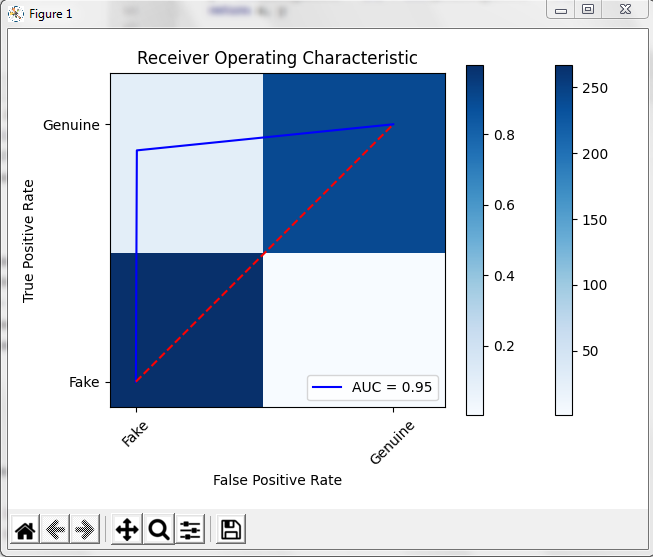 Figure 1
return x, y
Receiver Operating Characteristic
Genuine
Fake
True Positive Rate
AUC = 0.95
Fake
Genuine
False Positive Rate
0.8
0.6
0.4
0.2
250
200
150
100
50